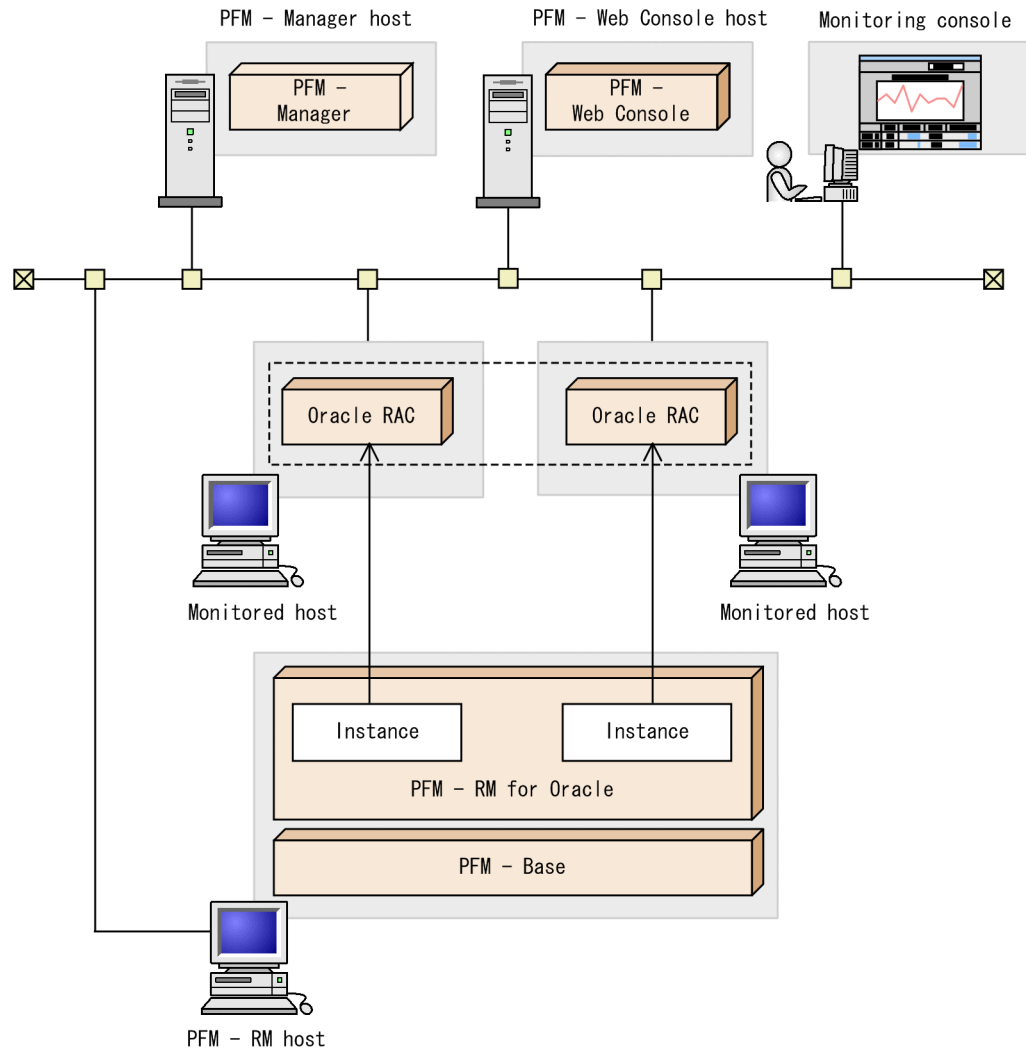 PFM - Manager host
PFM - Web Console host
Monitoring console
PFM -
Manager
PFM -
Web Console
Oracle RAC
Oracle RAC
Monitored host
Monitored host
Instance
Instance
PFM - RM for Oracle
PFM - Base
PFM - RM host